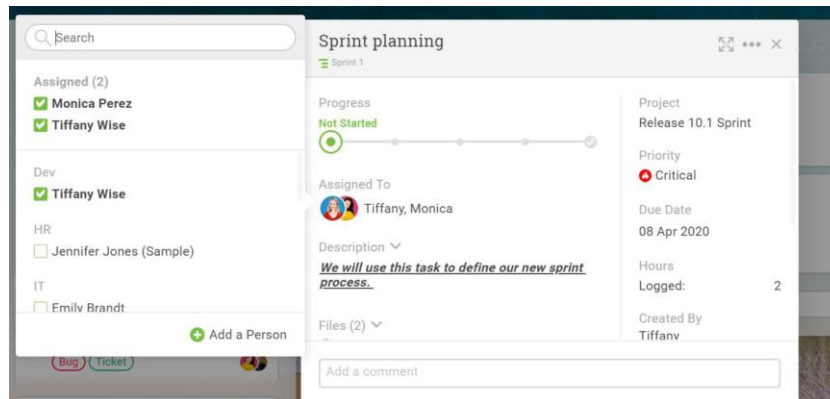 Search
Assigned (2)
Monica Perez
Tiffany Wise
Dev
Tiffany Wise
HR
Jennifer Jones (Sample)
IT
Emily Brandt
Add a Person
Bug Ticket
Sprint planning
Sprint 1
Progress
Not Started
Assigned To
Tiffany, Monica
Description
We will use this task to define our new sprint
process.
Files (2)
Add a comment
Project
Release 10.1 Sprint
Priority
Critical
Due Date
08 Apr 2020
Hours
Logged: 2
Created By
Tiffany